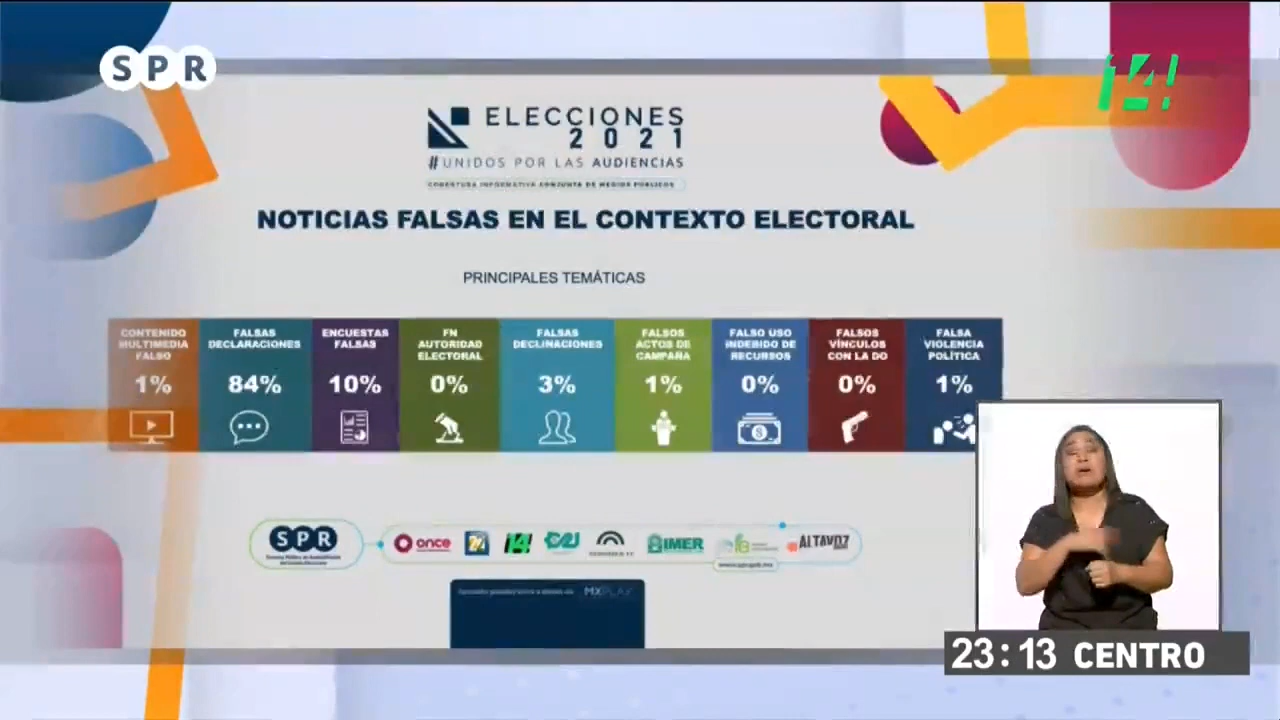 SPR
14!
ELECCIONES
2021
#UNIDOS POR LAS AUDIENCIAS
COBERTURA INFORMATIVA CONJUNTA DE MEDIOS PÚBLICOS
NOTICIAS FALSAS EN EL CONTEXTO ELECTORAL
PRINCIPALES TEMÁTICAS
CONTENIDO
MULTIMEDIA
FALSO
1%
FALSAS
DECLARACIONES
84%
ENCUESTAS
FALSAS
10%
FN
AUTORIDAD
ELECTORAL
0%
FALSAS
DECLINACIONES
3%
FALSOS
ACTOS DE
CAMPAÑA
1%
FALSO USO
INDEBIDO DE
RECURSOS
0%
FALSOS
VÍNCULOS
CON LA DO
0%
FALSA
VIOLENCIA
POLÍTICA
1%
SPR
once
14!
IMER
ALTAVOZ
MXPLAY
23:13 CENTRO